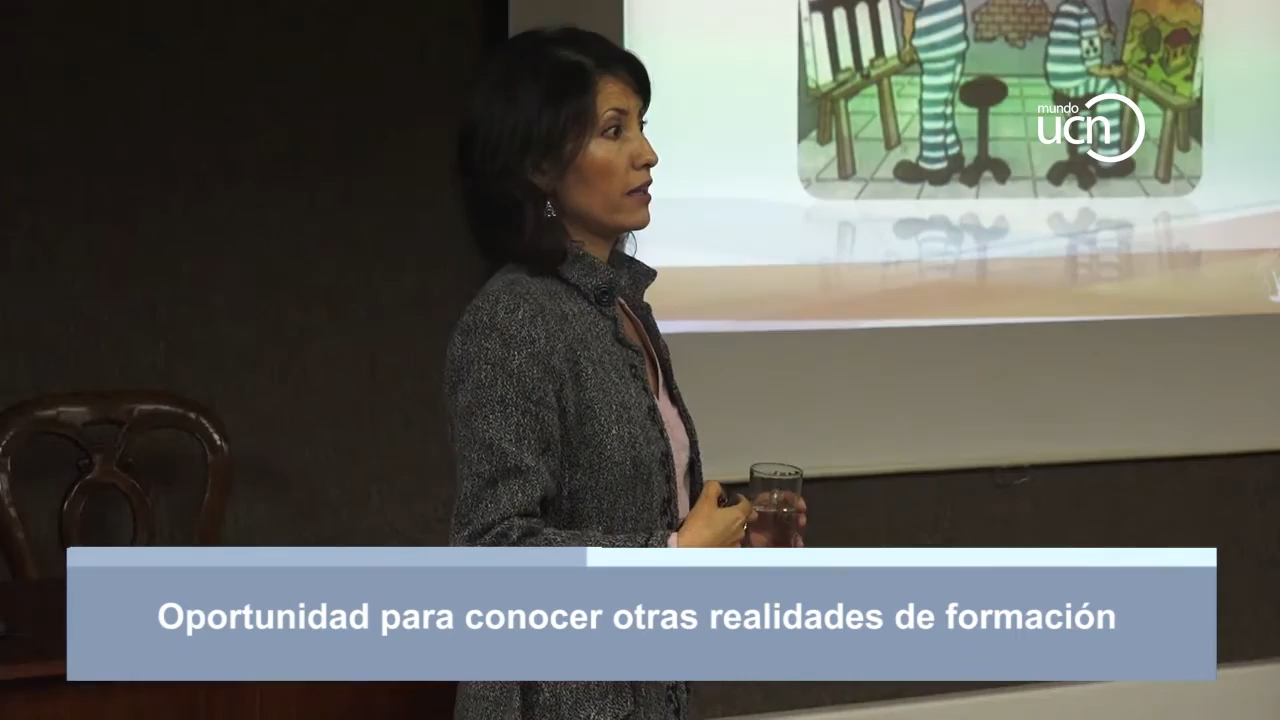 mundo
ucn
Oportunidad para conocer otras realidades de formación